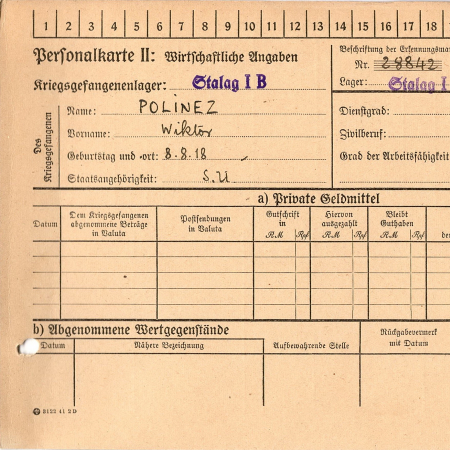 1 2 3 4 5 6 7 8 9 10 11 12 13 14 15 16 17 18
Personalkarte II: Wirtschaftliche Angaben
Beschriftung der Erkennungsma
Nr. 28842
Kriegsgefangenenlager: Stalag I B
Lager: Stalag I
Des Kriegsgefangenen
Name: POLINEZ
Vorname: Wiktor
Geburtstag und -ort: 8.8.18
Staatsangehörigkeit: S.U
Dienstgrad:
Zivilberuf:
Grad der Arbeitsfähigkeit
a) Private Geldmittel
Datum
Dem Kriegsgefangenen abgenommene Beträge in Valuta
Postsendungen in Valuta
Gutschrift in
RM Rpf
Hiervon ausgezahlt
RM Rpf
Bleibt Guthaben
RM Rpf
b) Abgenommene Wertgegenstände
Datum
Nähere Bezeichnung
Aufbewahrende Stelle
Rückgabevermerk mit Datum
2122 41 2D